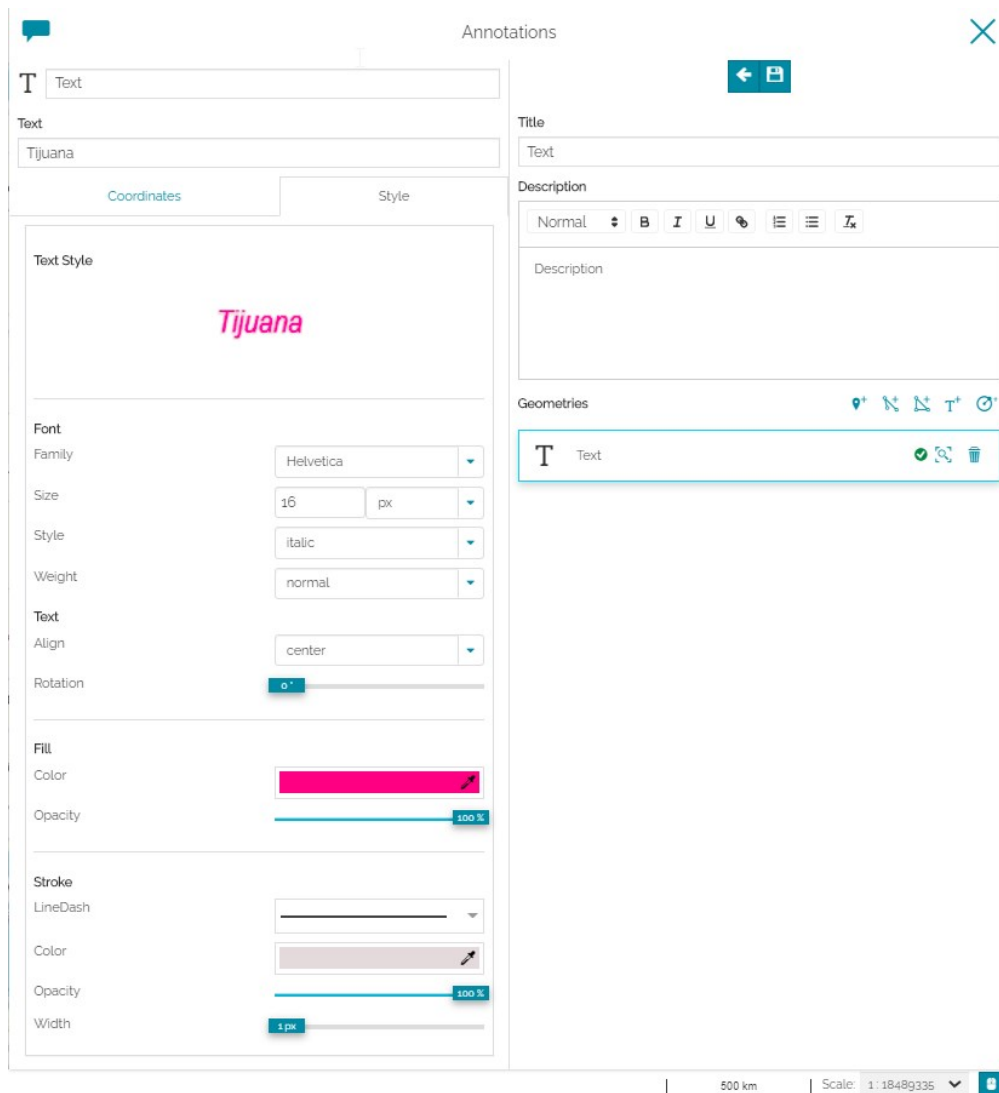 Annotations
Text
Text
Tijuana
Coordinates
Style
Text Style
Tijuana
Font
Family
Helvetica
Size
16
px
Style
italic
Weight
normal
Text
Align
center
Rotation
0 °
Fill
Color
Opacity
100 %
Stroke
LineDash
Color
Opacity
100 %
Width
1 px
Title
Text
Description
Normal
B I U
Description
Geometries
T+
T Text
500 km
Scale: 1 : 18489335